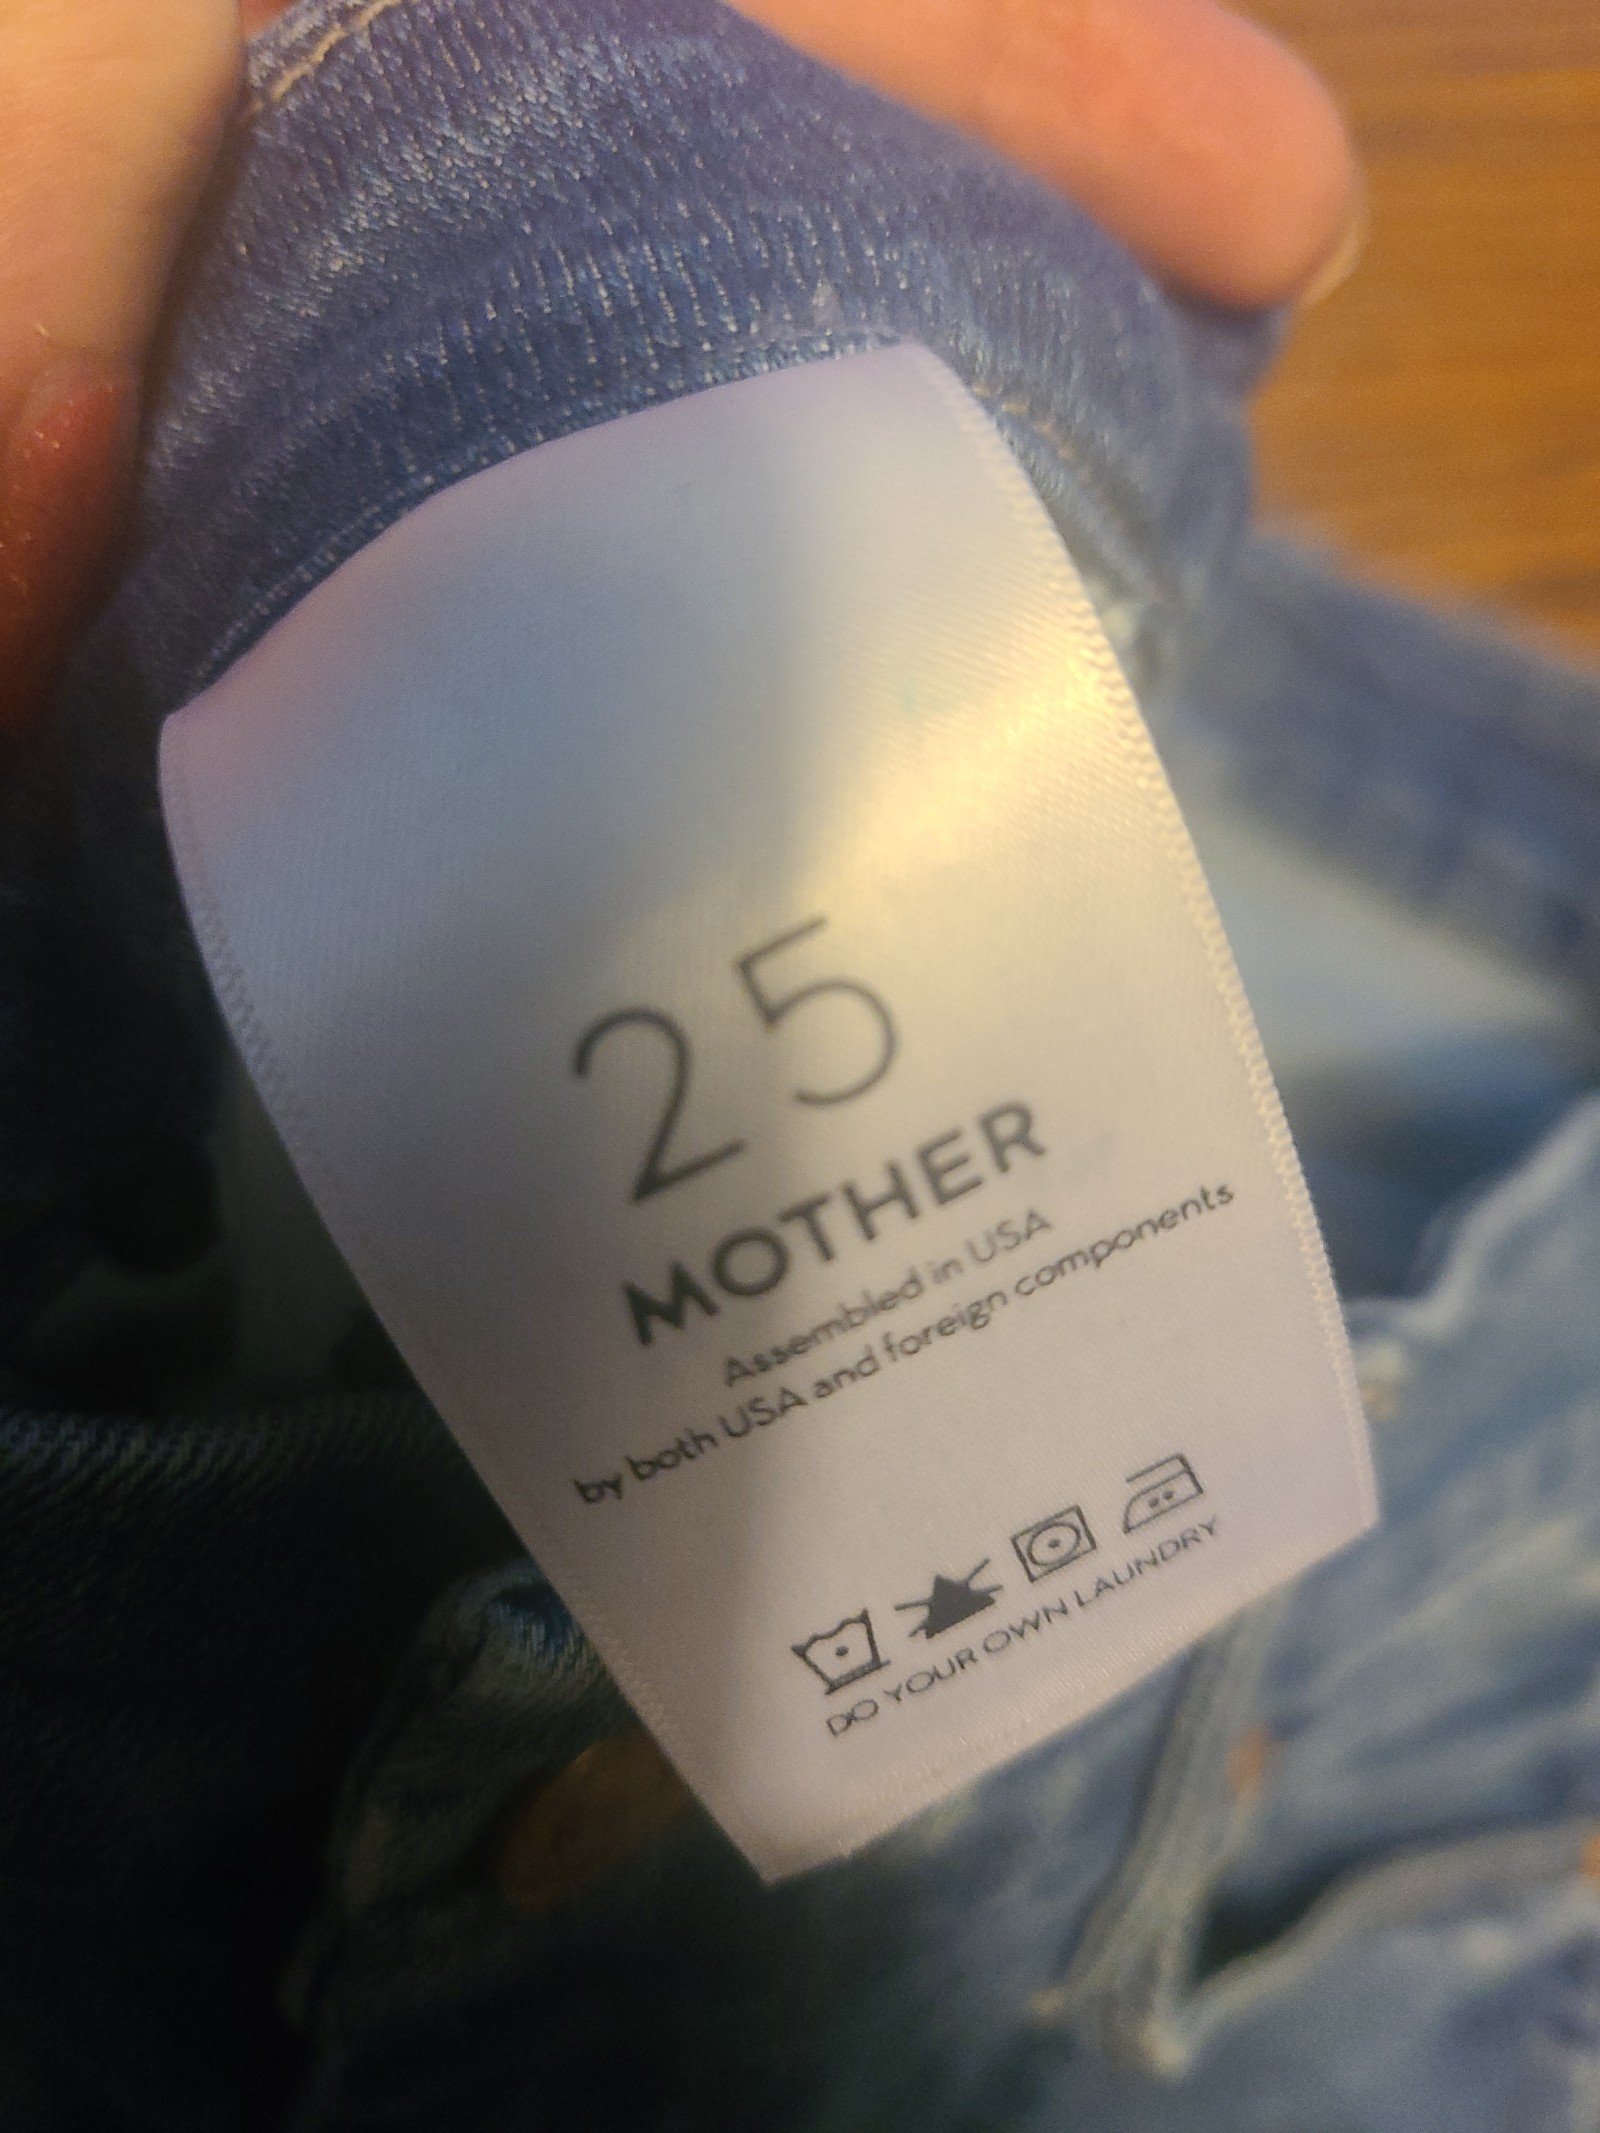 25
MOTHER
Assembled in USA
by both USA and foreign components
DO YOUR OWN LAUNDRY